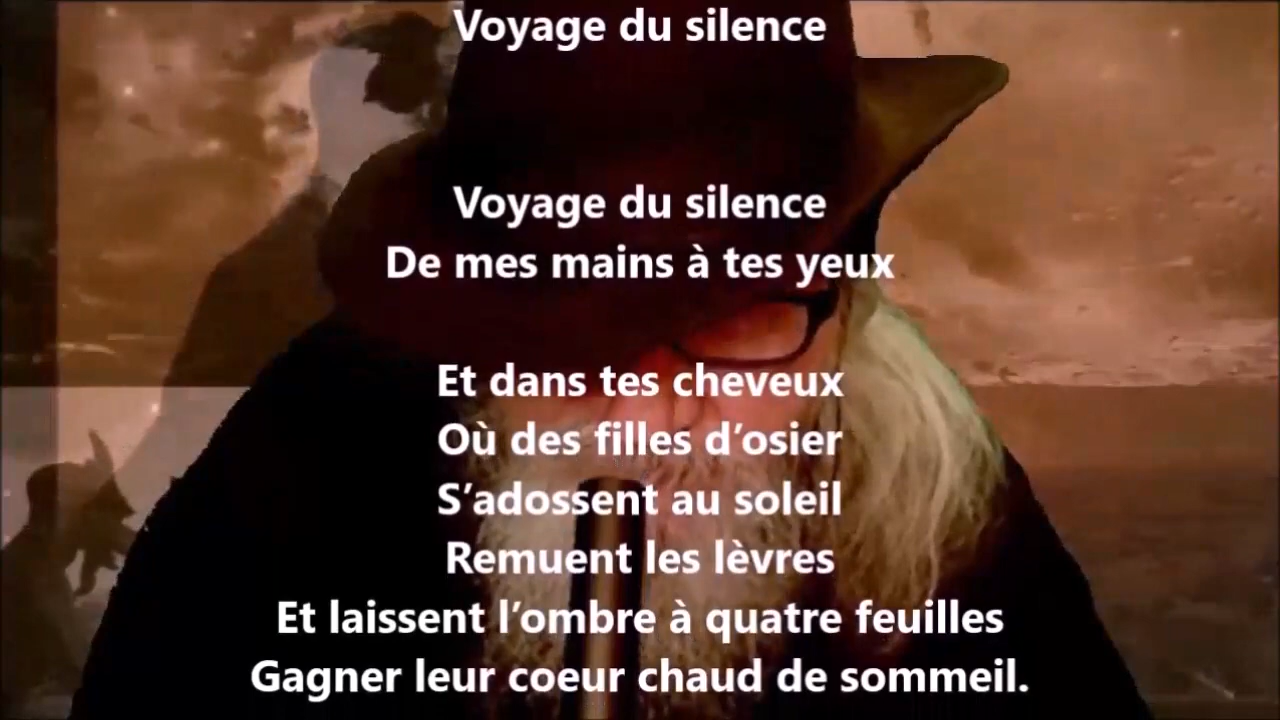 Voyage du silence
Voyage du silence
De mes mains à tes yeux
Et dans tes cheveux
Où des filles d’osier
S’adossent au soleil
Remuent les lèvres
Et laissent l’ombre à quatre feuilles
Gagner leur coeur chaud de sommeil.